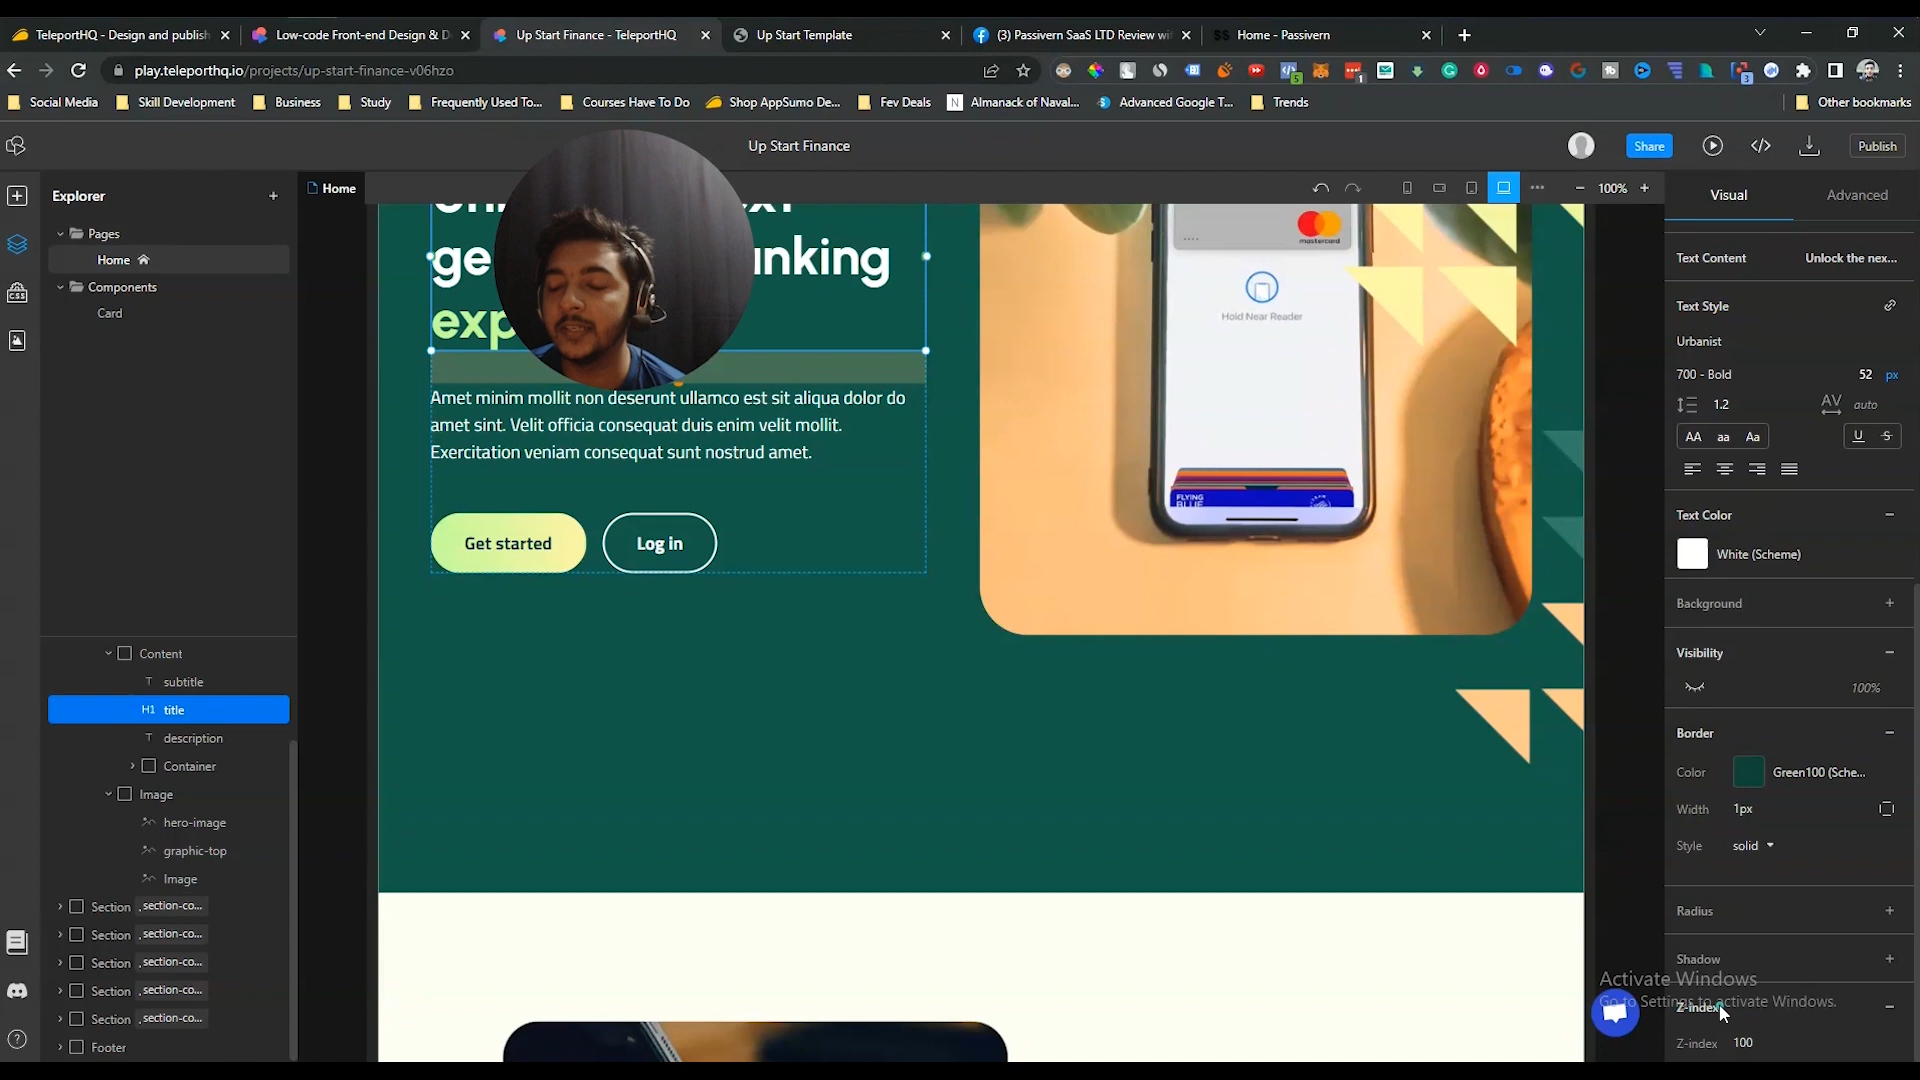 TeleportHQ - Design and publish
Low-code Front-end Design & D
Up Start Finance - TeleportHQ
Up Start Template
(3) Passivern SaaS LTD Review wi
Home - Passivern
play.teleporthq.io/projects/up-start-finance-v06hzo
Social Media
Skill Development
Business
Study
Frequently Used To...
Courses Have To Do
Shop AppSumo De...
Fev Deals
Almanack of Naval...
Advanced Google T...
Trends
Other bookmarks
Up Start Finance
Share
Publish
Explorer
Home
100%
Visual
Advanced
Pages
Home
Components
Card
Content
subtitle
H1 title
description
Container
Image
hero-image
graphic-top
Image
Section .section-co...
Section .section-co...
Section .section-co...
Section .section-co...
Section .section-co...
Footer
Amet minim mollit non deserunt ullamco est sit aliqua dolor do
amet sint. Velit officia consequat duis enim velit mollit.
Exercitation veniam consequat sunt nostrud amet.
Get started
Log in
mastercard
Hold Near Reader
FLYING
BLUE
Text Content Unlock the nex...
Text Style
Urbanist
700 - Bold 52 px
1.2 AV auto
AA aa Aa U S
Text Color
White (Scheme)
Background
Visibility
100%
Border
Color Green100 (Sche...
Width 1px
Style solid
Radius
Shadow
Activate Windows
Go to Settings to activate Windows.
Z-index
Z-index 100